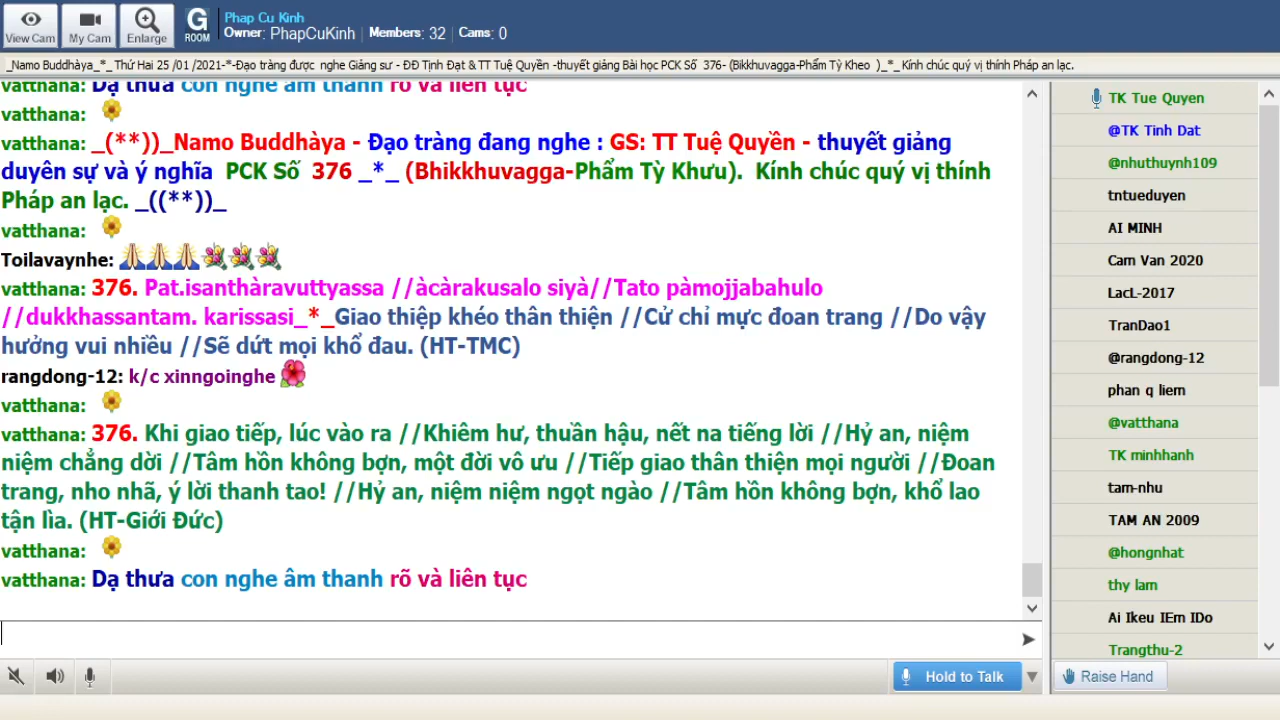 View Cam
My Cam
Enlarge
G
ROOM
Phap Cu Kinh
Owner: PhapCuKinh | Members: 32 | Cams: 0
_Namo Buddhàya_*_ Thứ Hai 25 /01 /2021-*-Đạo tràng được nghe Giảng sư - ĐĐ Tịnh Đạt & TT Tuệ Quyền -thuyết giảng Bài học PCK Số 376- (Bikkhuvagga-Phẩm Tỳ Kheo )_*_ Kính chúc quý vị thính Pháp an lạc.
vatthana: Dạ thưa con nghe âm thanh rõ và liên tục
vatthana:
vatthana: _(**))_Namo Buddhàya - Đạo tràng đang nghe : GS: TT Tuệ Quyền - thuyết giảng
duyên sự và ý nghĩa PCK Số 376 _*_ (Bhikkhuvagga-Phẩm Tỳ Khưu). Kính chúc quý vị thính
Pháp an lạc. _((**))_
vatthana:
Toilavaynhe:
vatthana: 376. Pat.isanthàravuttyassa //àcàrakusalo siyà//Tato pàmojjabahulo
//dukkhassantam. karissasi_*_Giao thiệp khéo thân thiện //Cử chỉ mực đoan trang //Do vậy
hưởng vui nhiều //Sẽ dứt mọi khổ đau. (HT-TMC)
rangdong-12: k/c xinngoinghe
vatthana:
vatthana: 376. Khi giao tiếp, lúc vào ra //Khiêm hư, thuần hậu, nết na tiếng lời //Hỷ an, niệm
niệm chẳng dời //Tâm hồn không bợn, một đời vô ưu //Tiếp giao thân thiện mọi người //Đoan
trang, nho nhã, ý lời thanh tao! //Hỷ an, niệm niệm ngọt ngào //Tâm hồn không bợn, khổ lao
tận lìa. (HT-Giới Đức)
vatthana:
vatthana: Dạ thưa con nghe âm thanh rõ và liên tục
Hold to Talk
TK Tue Quyen
@TK Tinh Dat
@nhuthuynh109
tntueduyen
AI MINH
Cam Van 2020
LacL-2017
TranDao1
@rangdong-12
phan q liem
@vatthana
TK minhhanh
tam-nhu
TAM AN 2009
@hongnhat
thy lam
Ai Ikeu IEm IDo
Trangthu-2
Raise Hand